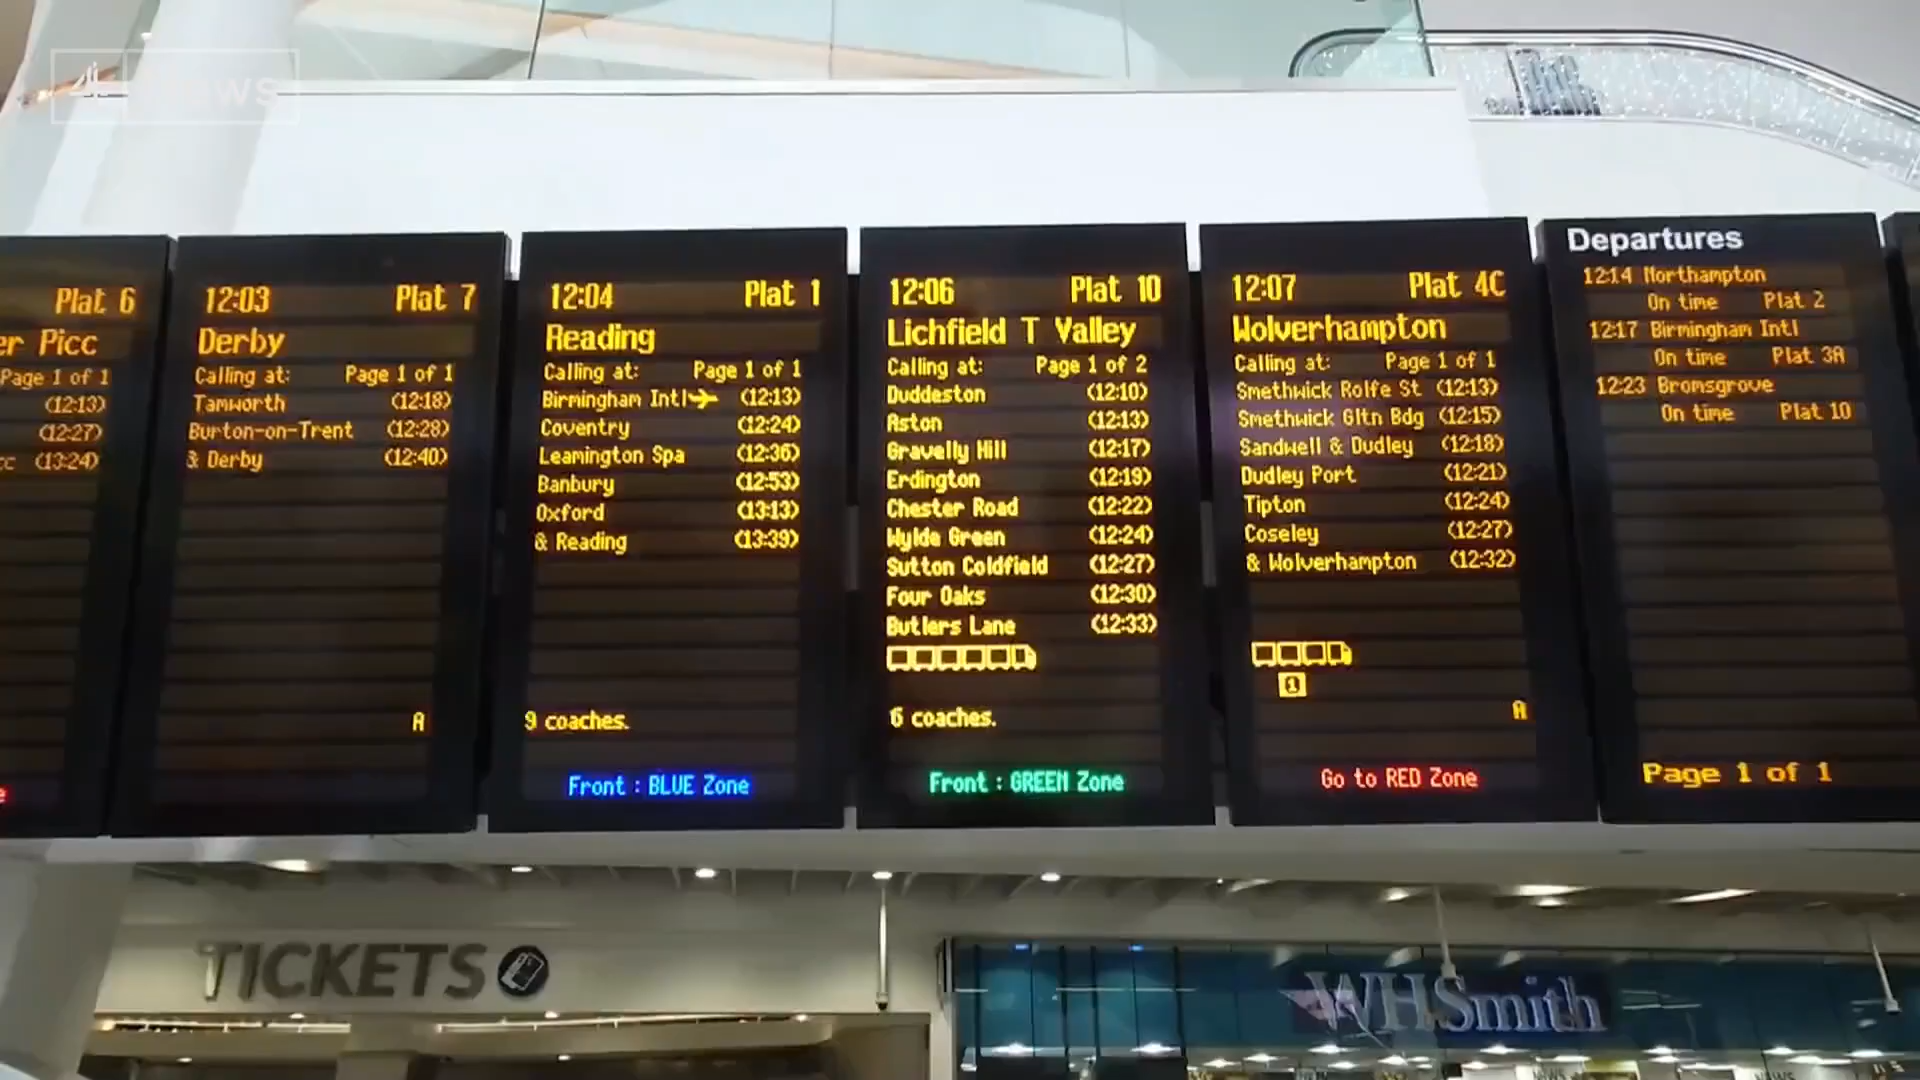 4 NEWS
Plat 6
er Picc
Page 1 of 1
(12:13)
(12:27)
cc (13:24)
12:03 Plat 7
Derby
Calling at: Page 1 of 1
Tamworth (12:18)
Burton-on-Trent (12:28)
& Derby (12:40)
A
12:04 Plat 1
Reading
Calling at: Page 1 of 1
Birmingham Intl (12:13)
Coventry (12:24)
Leamington Spa (12:36)
Banbury (12:53)
Oxford (13:13)
& Reading (13:39)
9 coaches.
Front : BLUE Zone
12:06 Plat 10
Lichfield T Valley
Calling at: Page 1 of 2
Duddeston (12:10)
Aston (12:13)
Gravelly Hill (12:17)
Erdington (12:19)
Chester Road (12:22)
Wylde Green (12:24)
Sutton Coldfield (12:27)
Four Oaks (12:30)
Butlers Lane (12:33)
6 coaches.
Front : GREEN Zone
12:07 Plat 4C
Wolverhampton
Calling at: Page 1 of 1
Smethwick Rolfe St (12:13)
Smethwick Gltn Bdg (12:15)
Sandwell & Dudley (12:18)
Dudley Port (12:21)
Tipton (12:24)
Coseley (12:27)
& Wolverhampton (12:32)
1
A
Go to RED Zone
Departures
12:14 Northampton
On time Plat 2
12:17 Birmingham Intl
On time Plat 3A
12:23 Bromsgrove
On time Plat 10
Page 1 of 1
TICKETS
WHSmith